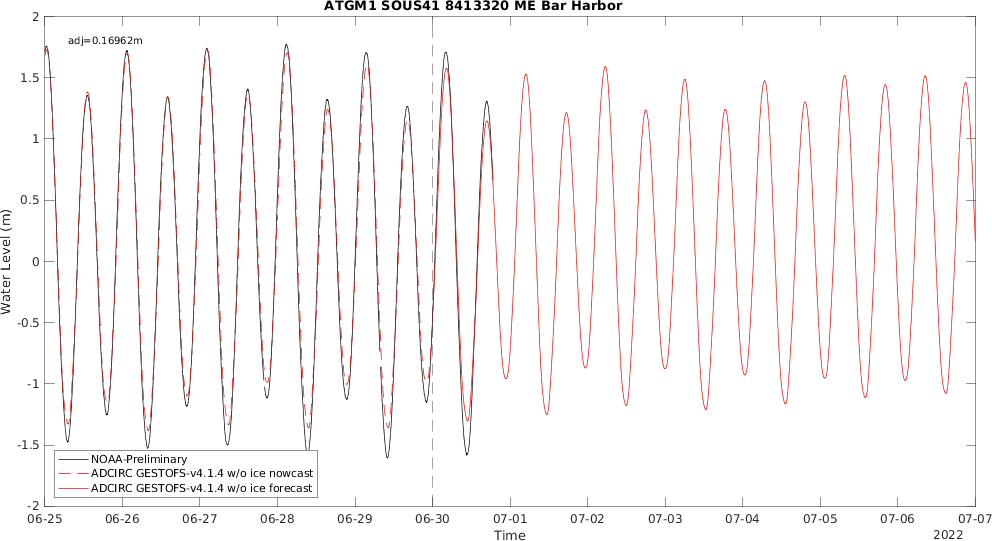 ATGM1 SOUS41 8413320 ME Bar Harbor
adj=0.16962m
2
1.5
1
0.5
0
-0.5
-1
-1.5
-2
Water Level (m)
NOAA-Preliminary
ADCIRC GESTOFS-v4.1.4 w/o ice nowcast
ADCIRC GESTOFS-v4.1.4 w/o ice forecast
06-25 06-26 06-27 06-28 06-29 06-30 07-01 07-02 07-03 07-04 07-05 07-06 07-07
Time
2022